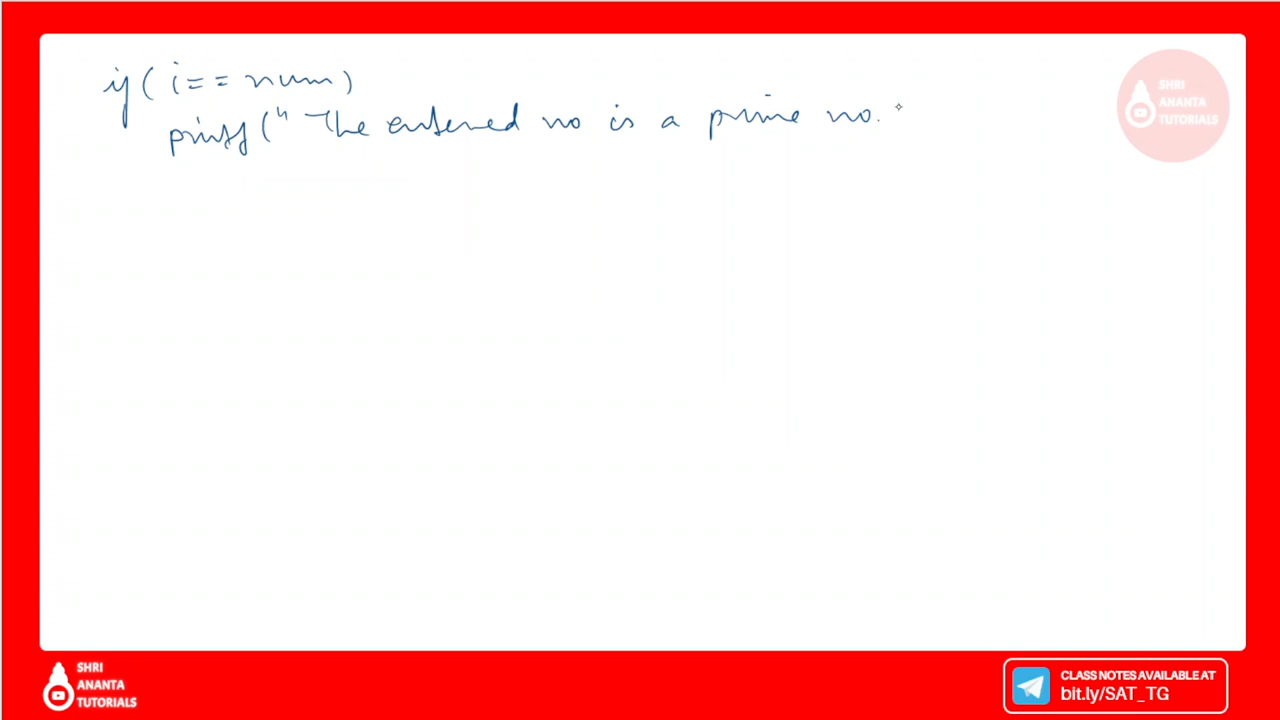 if ( i == num)
printf (" The entered no is a prime no.
SHRI
ANANTA
TUTORIALS
SHRI
ANANTA
TUTORIALS
CLASS NOTES AVAILABLE AT
bit.ly/SAT_TG